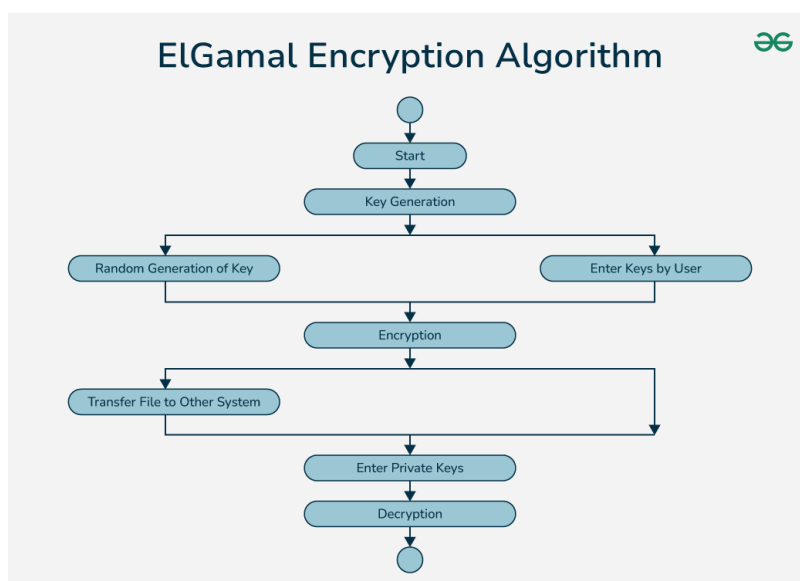 ElGamal Encryption Algorithm
Start
Key Generation
Random Generation of Key
Enter Keys by User
Encryption
Transfer File to Other System
Enter Private Keys
Decryption